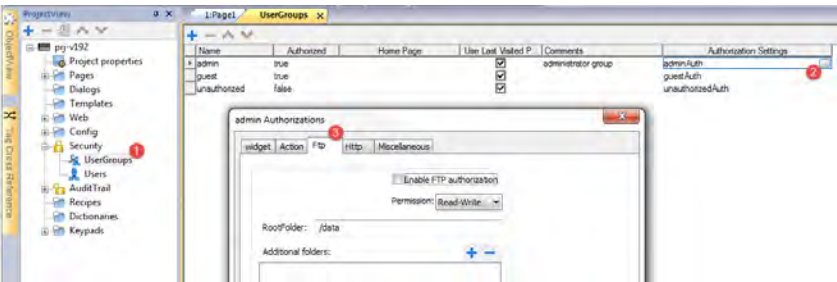 ProjectView
1:Page1
UserGroups
ObjectView
Tag Cross Reference
prj-v192
Project properties
Pages
Dialogs
Templates
Web
Config
Security
1
UserGroups
Users
AuditTrail
Recipes
Dictionaries
Keypads
Name Authorized Home Page Use Last Visited P... Comments Authorization Settings
admin true administrator group adminAuth
2
guest true guestAuth
unauthorized false unauthorizedAuth
admin Authorizations
3
widget Action Ftp Http Miscellaneous
Enable FTP authorization
Permission: Read-Write
RootFolder: /data
Additional folders: